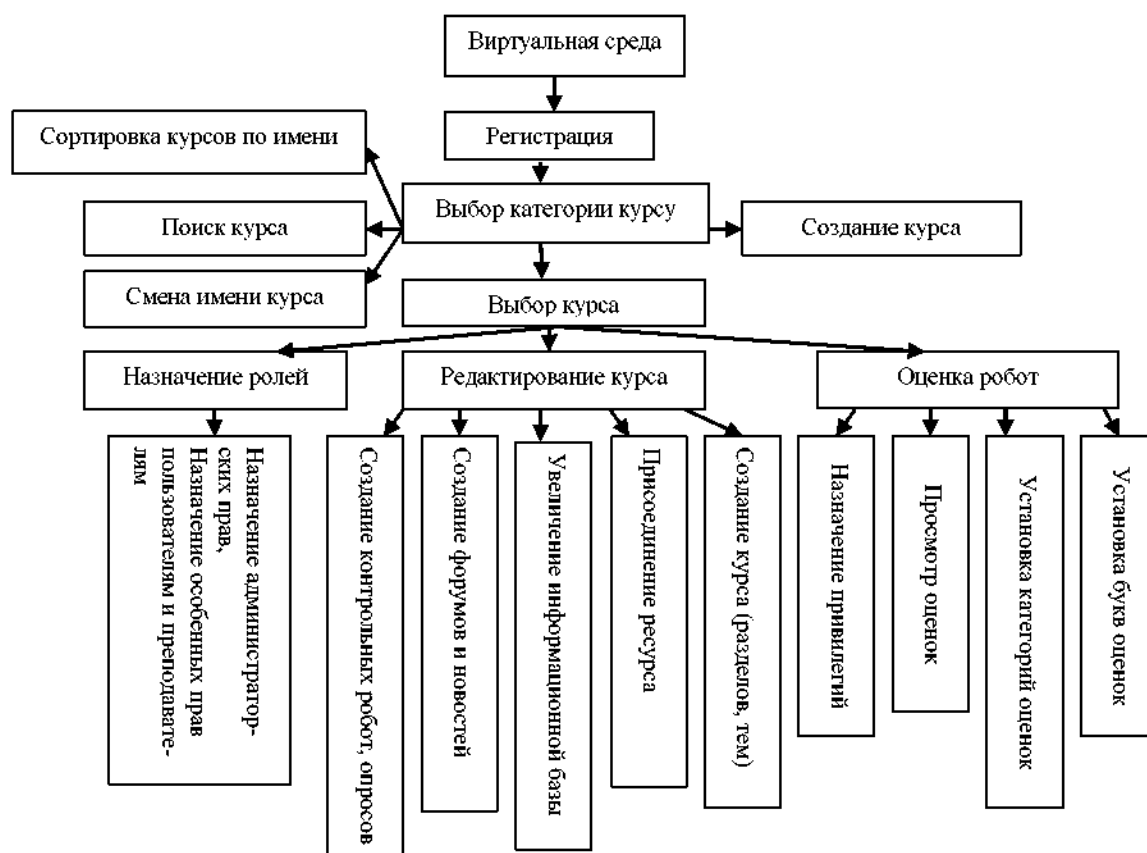 Виртуальная среда
Регистрация
Сортировка курсов по имени
Выбор категории курсу
Поиск курса
Создание курса
Смена имени курса
Выбор курса
Назначение ролей
Редактирование курса
Оценка робот
Назначение администратор-
ских прав,
Назначение особенных прав
пользователям и преподавате-
лям
Создание контрольных робот, опросов
Создание форумов и новостей
Увеличение информационной базы
Присоединение ресурса
Создание курса (разделов, тем)
Назначение привилегий
Просмотр оценок
Установка категорий оценок
Установка букв оценок